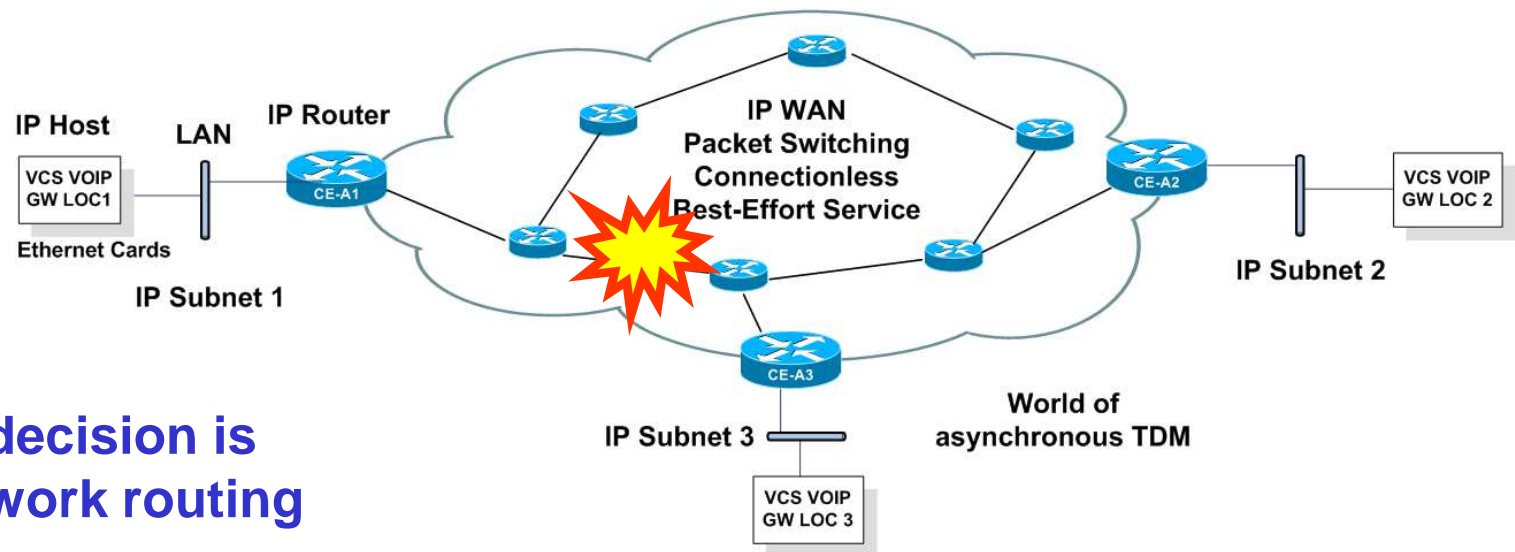 IP Host
LAN
IP Router
VCS VOIP
GW LOC1
Ethernet Cards
IP Subnet 1
CE-A1
IP WAN
Packet Switching
Connectionless
Best-Effort Service
CE-A2
VCS VOIP
GW LOC 2
IP Subnet 2
CE-A3
IP Subnet 3
VCS VOIP
GW LOC 3
World of
asynchronous TDM
decision is
work routing